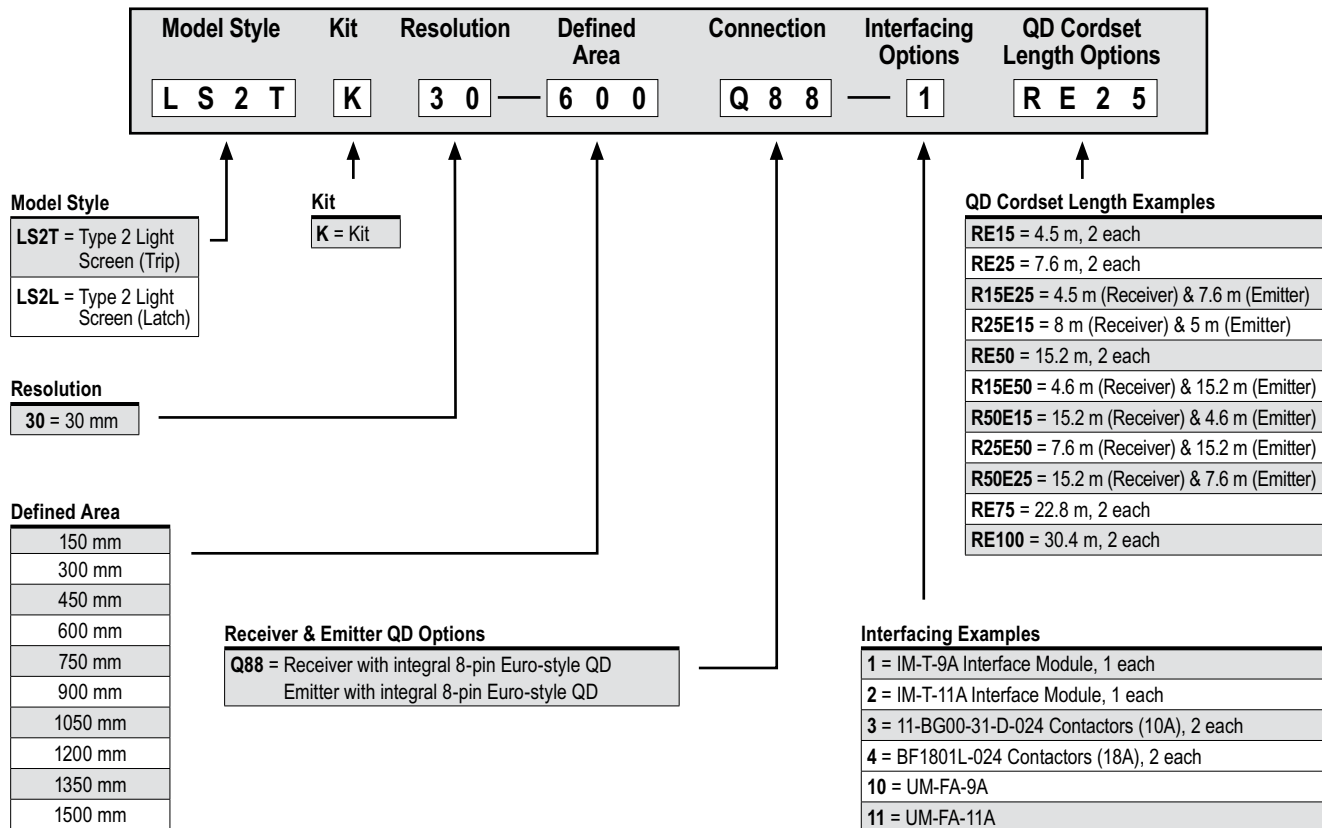 Model Style Kit Resolution Defined Area Connection Interfacing Options QD Cordset Length Options
L S 2 T K 3 0 — 6 0 0 Q 8 8 — 1 R E 2 5
Model Style
LS2T = Type 2 Light
Screen (Trip)
LS2L = Type 2 Light
Screen (Latch)
Kit
K = Kit
Resolution
30 = 30 mm
Defined Area
150 mm
300 mm
450 mm
600 mm
750 mm
900 mm
1050 mm
1200 mm
1350 mm
1500 mm
Receiver & Emitter QD Options
Q88 = Receiver with integral 8-pin Euro-style QD
Emitter with integral 8-pin Euro-style QD
QD Cordset Length Examples
RE15 = 4.5 m, 2 each
RE25 = 7.6 m, 2 each
R15E25 = 4.5 m (Receiver) & 7.6 m (Emitter)
R25E15 = 8 m (Receiver) & 5 m (Emitter)
RE50 = 15.2 m, 2 each
R15E50 = 4.6 m (Receiver) & 15.2 m (Emitter)
R50E15 = 15.2 m (Receiver) & 4.6 m (Emitter)
R25E50 = 7.6 m (Receiver) & 15.2 m (Emitter)
R50E25 = 15.2 m (Receiver) & 7.6 m (Emitter)
RE75 = 22.8 m, 2 each
RE100 = 30.4 m, 2 each
Interfacing Examples
1 = IM-T-9A Interface Module, 1 each
2 = IM-T-11A Interface Module, 1 each
3 = 11-BG00-31-D-024 Contactors (10A), 2 each
4 = BF1801L-024 Contactors (18A), 2 each
10 = UM-FA-9A
11 = UM-FA-11A